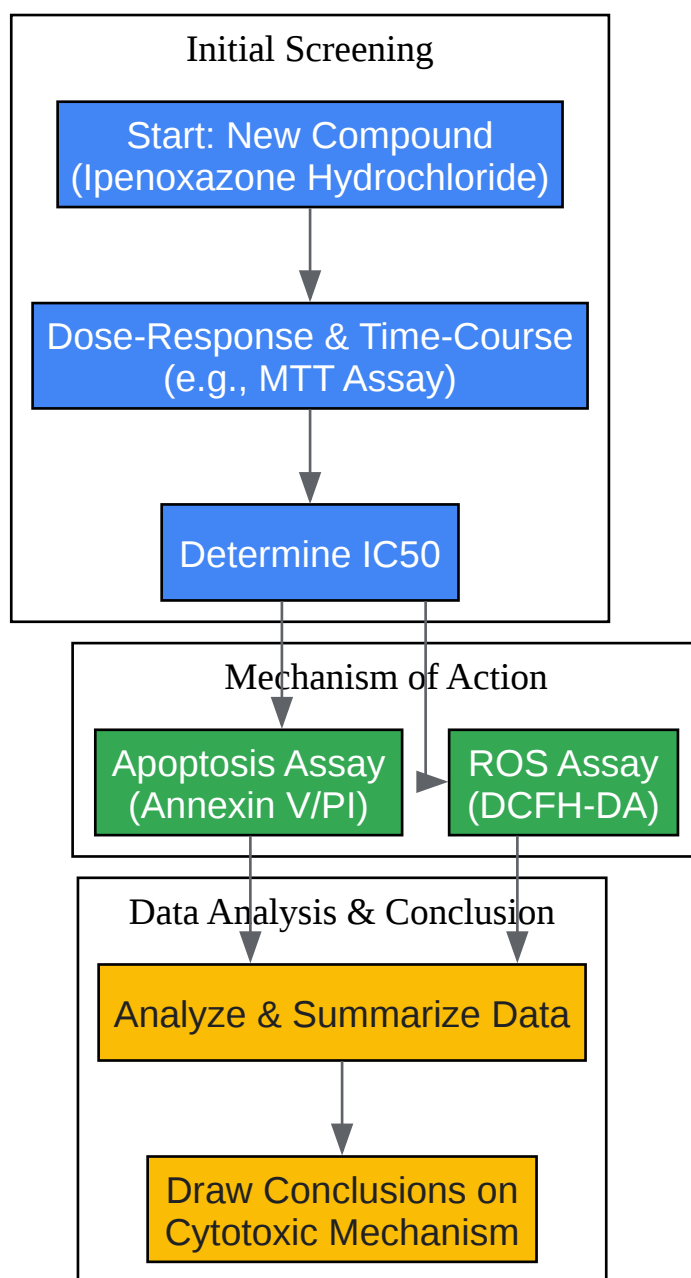 Initial Screening
Start: New Compound
(Ipenoxazone Hydrochloride)
Dose-Response & Time-Course
(e.g., MTT Assay)
Determine IC50
Mechanism of Action
Apoptosis Assay
(Annexin V/PI)
ROS Assay
(DCFH-DA)
Data Analysis & Conclusion
Analyze & Summarize Data
Draw Conclusions on
Cytotoxic Mechanism